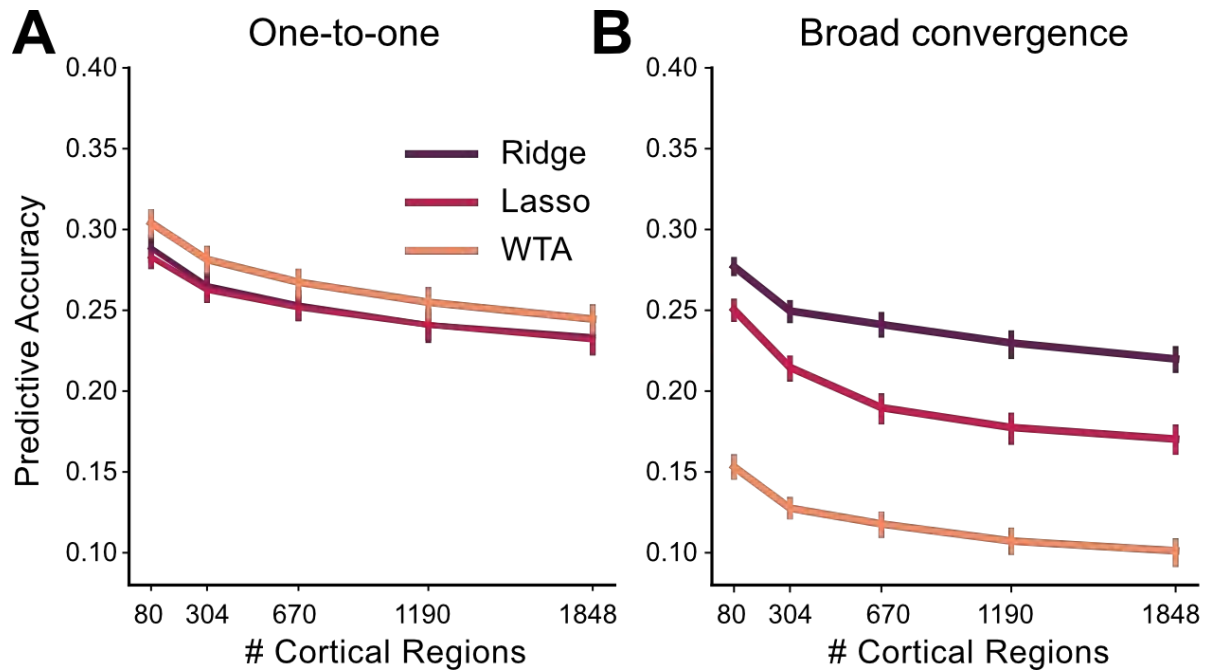 A
One-to-one
0.40
0.35
0.30
0.25
0.20
0.15
0.10
Predictive Accuracy
Ridge
Lasso
WTA
80 304 670 1190 1848
# Cortical Regions
B
Broad convergence
0.40
0.35
0.30
0.25
0.20
0.15
0.10
80 304 670 1190 1848
# Cortical Regions